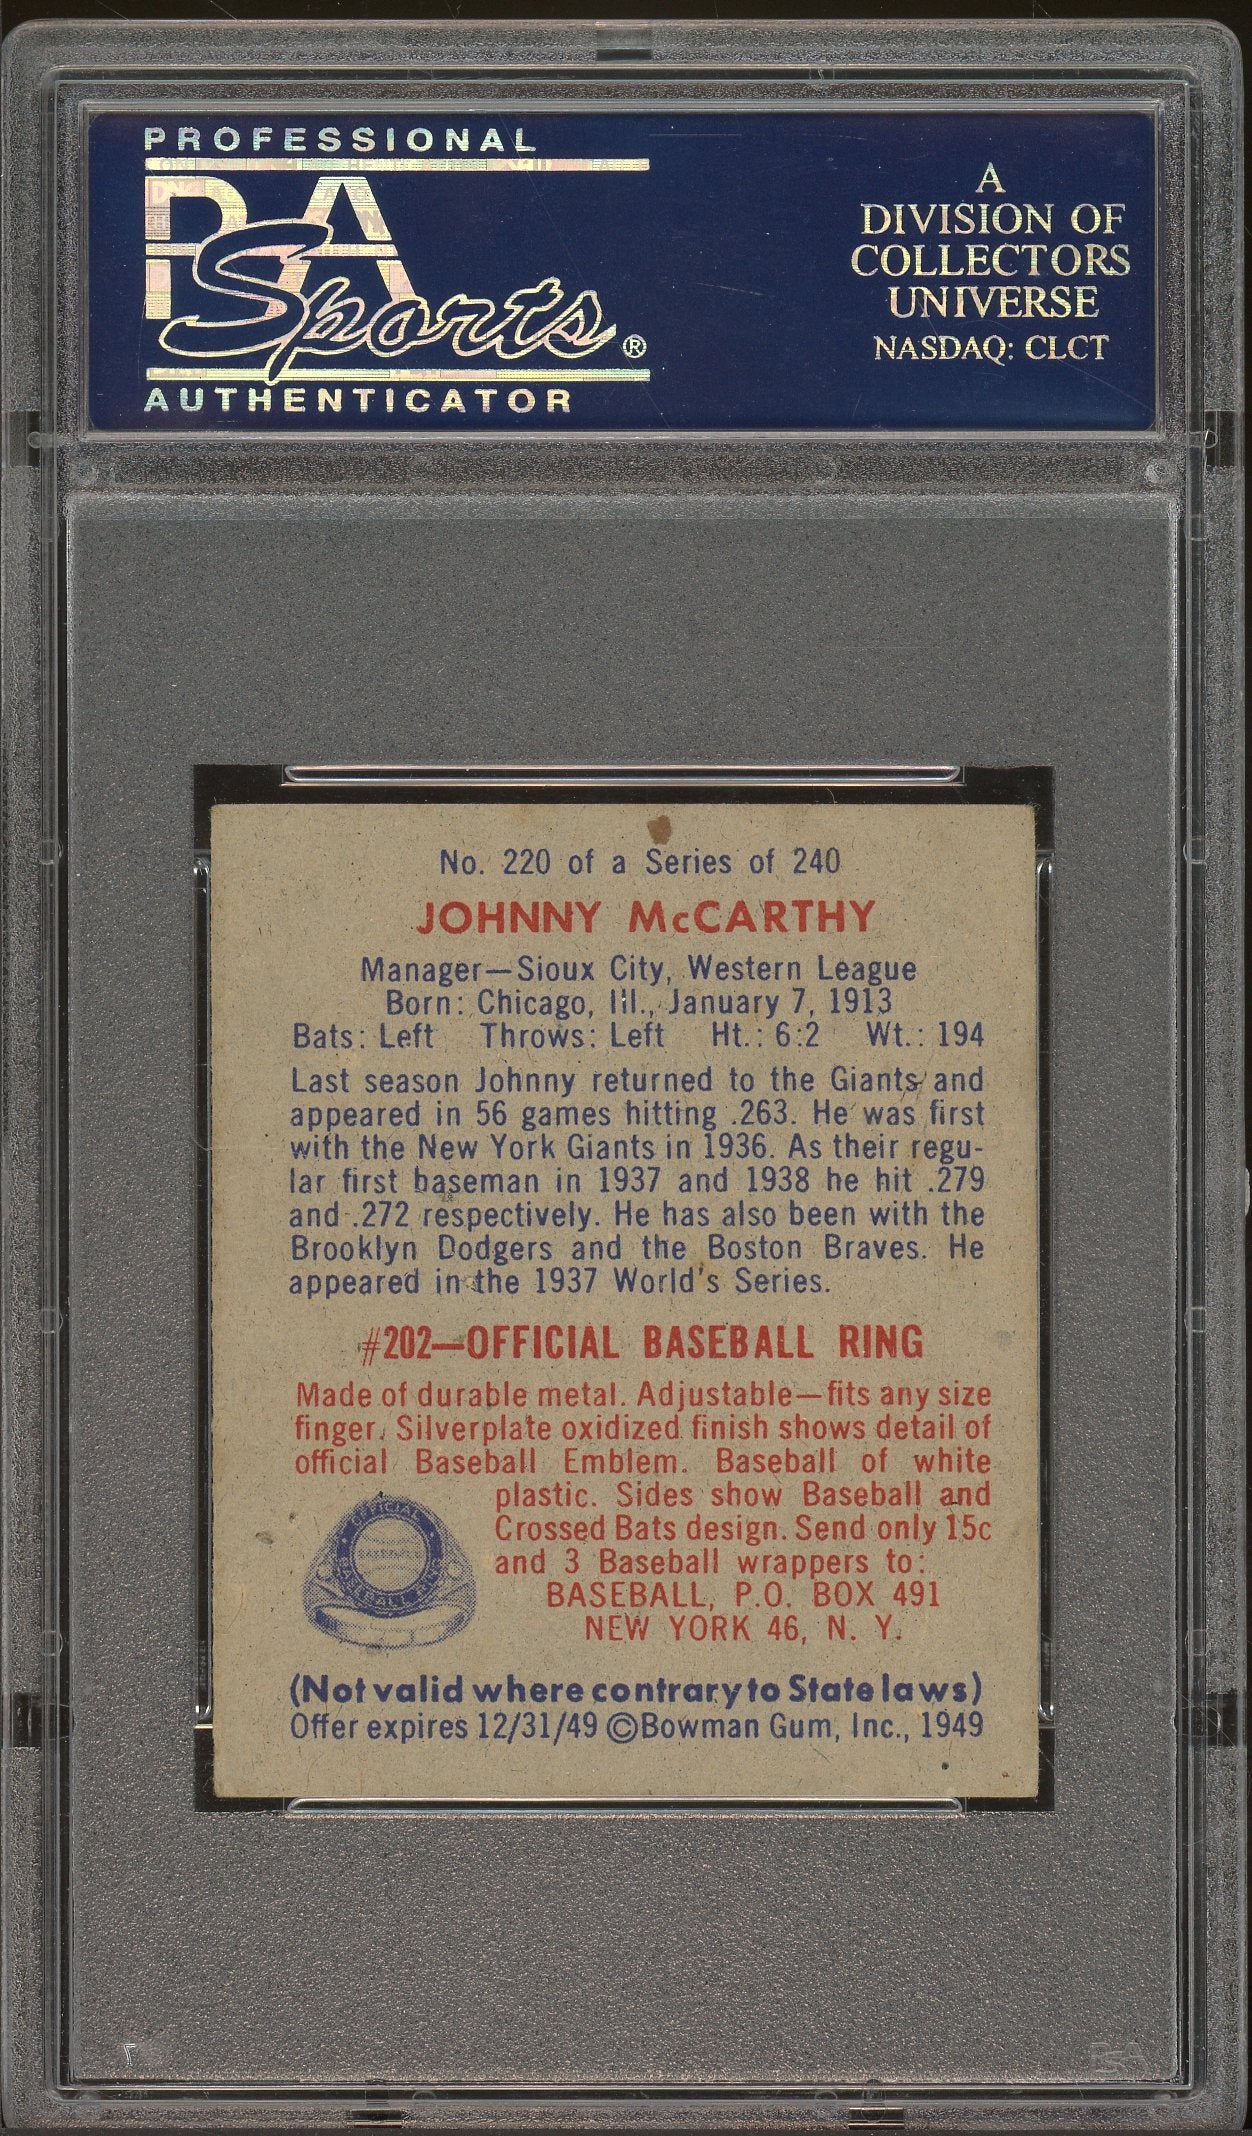 PROFESSIONAL
PSA
Sports®
AUTHENTICATOR
A
DIVISION OF
COLLECTORS
UNIVERSE
NASDAQ: CLCT
No. 220 of a Series of 240
JOHNNY McCARTHY
Manager—Sioux City, Western League
Born: Chicago, Ill., January 7, 1913
Bats: Left Throws: Left Ht.: 6:2 Wt.: 194
Last season Johnny returned to the Giants and
appeared in 56 games hitting .263. He was first
with the New York Giants in 1936. As their regu-
lar first baseman in 1937 and 1938 he hit .279
and .272 respectively. He has also been with the
Brooklyn Dodgers and the Boston Braves. He
appeared in the 1937 World's Series.
#202—OFFICIAL BASEBALL RING
Made of durable metal. Adjustable—fits any size
finger. Silverplate oxidized finish shows detail of
official Baseball Emblem. Baseball of white
plastic. Sides show Baseball and
Crossed Bats design. Send only 15c
and 3 Baseball wrappers to:
BASEBALL, P.O. BOX 491
NEW YORK 46, N. Y.
OFFICIAL
BASEBALL RING
(Not valid where contrary to State laws)
Offer expires 12/31/49 ©Bowman Gum, Inc., 1949
PSA